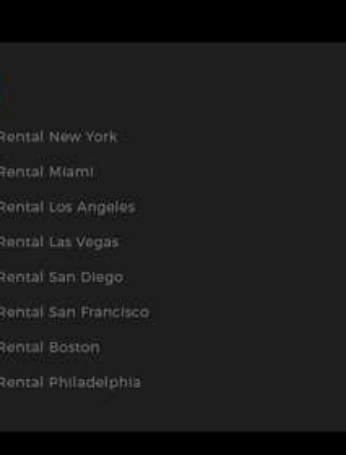 Rental New York
Rental Miami
Rental Los Angeles
Rental Las Vegas
Rental San Diego
Rental San Francisco
Rental Boston
Rental Philadelphia